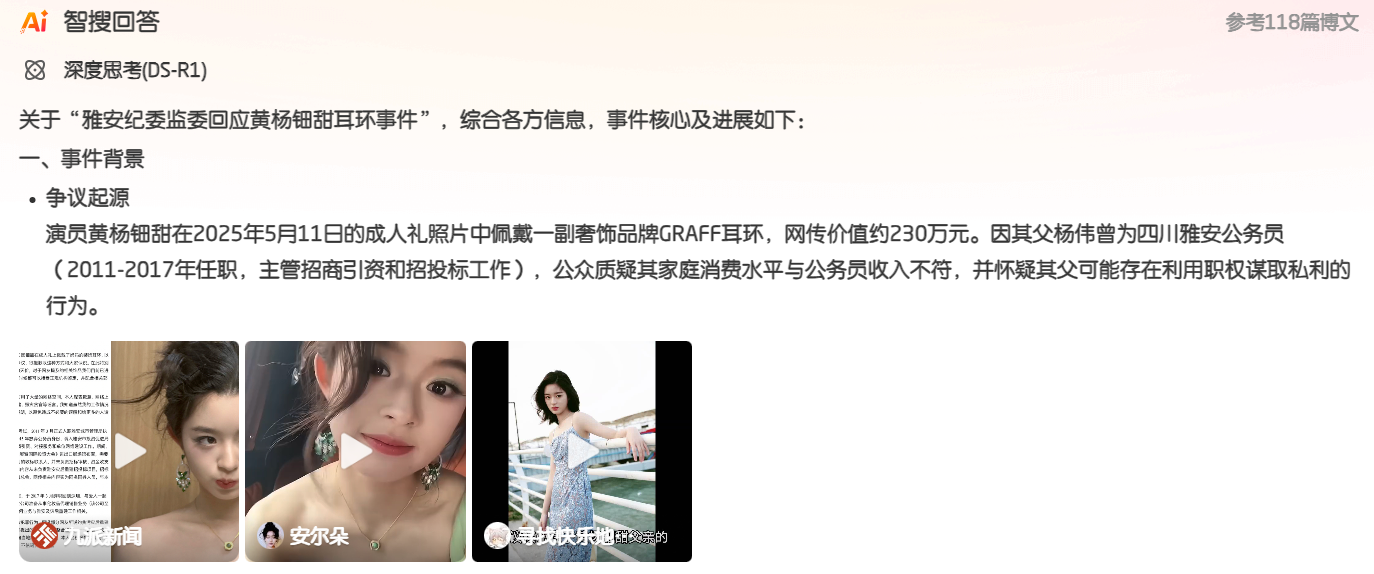 Ai 智搜回答
参考118篇博文
深度思考(DS-R1)
关于“雅安纪委监委回应黄杨钿甜耳环事件”，综合各方信息，事件核心及进展如下：
一、事件背景
• 争议起源
演员黄杨钿甜在2025年5月11日的成人礼照片中佩戴一副奢饰品牌GRAFF耳环，网传价值约230万元。因其父杨伟曾为四川雅安公务员
（2011-2017年任职，主管招商引资和招投标工作），公众质疑其家庭消费水平与公务员收入不符，并怀疑其父可能存在利用职权谋取私利的
行为。
九派新闻
安尔朵
寻找快乐地
甜父亲的